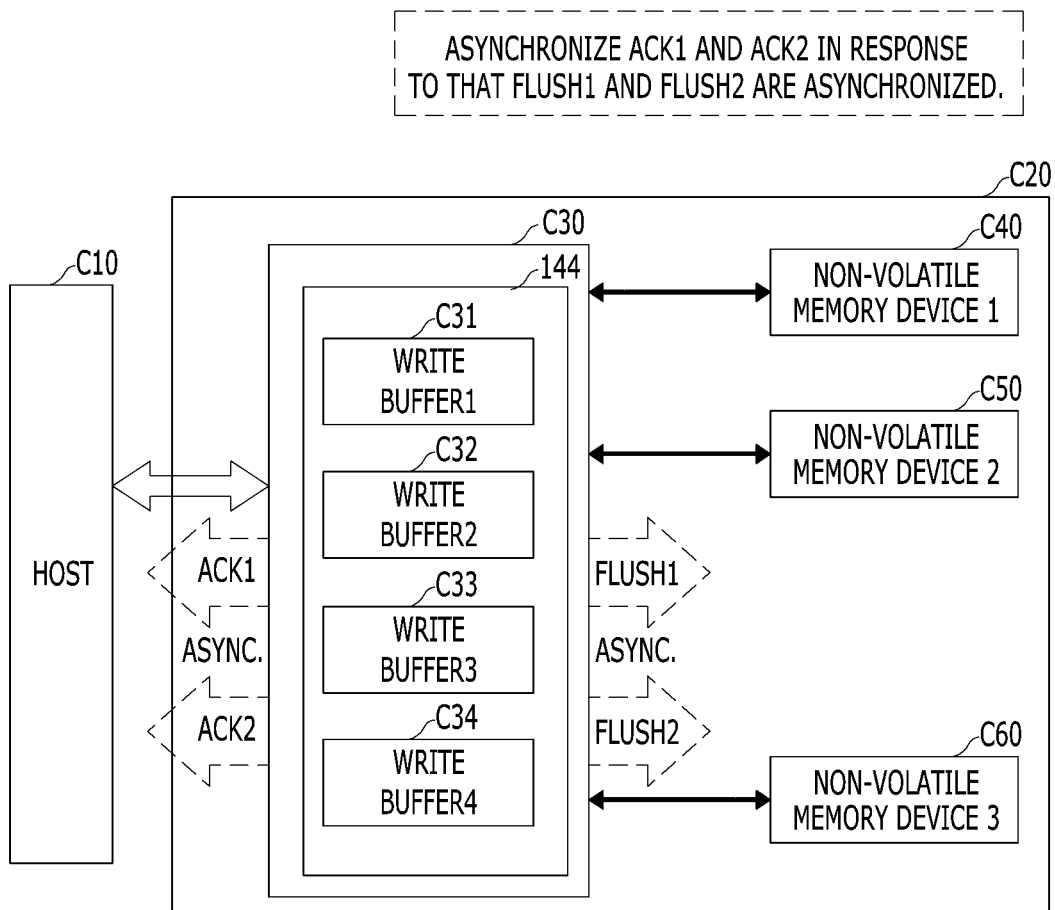 ASYNCHRONIZE ACK1 AND ACK2 IN RESPONSE
TO THAT FLUSH1 AND FLUSH2 ARE ASYNCHRONIZED.
C20
C30
C40
C10
144
NON-VOLATILE
MEMORY DEVICE 1
C31
WRITE
BUFFER1
C50
C32
NON-VOLATILE
MEMORY DEVICE 2
WRITE
BUFFER2
HOST
ACK1
FLUSH1
C33
WRITE
BUFFER3
ASYNC.
ASYNC.
C34
ACK2
FLUSH2
C60
WRITE
BUFFER4
NON-VOLATILE
MEMORY DEVICE 3